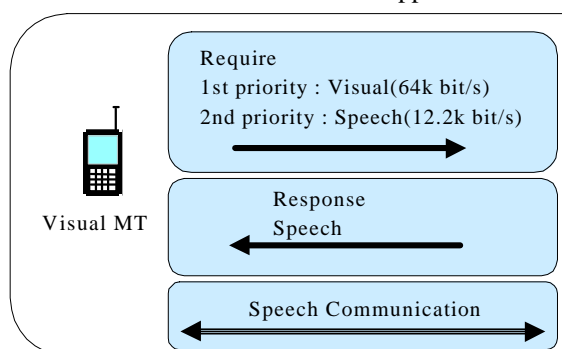 Require
1st priority : Visual(64k bit/s)
2nd priority : Speech(12.2k bit/s)
Visual MT
Response
Speech
Speech Communication